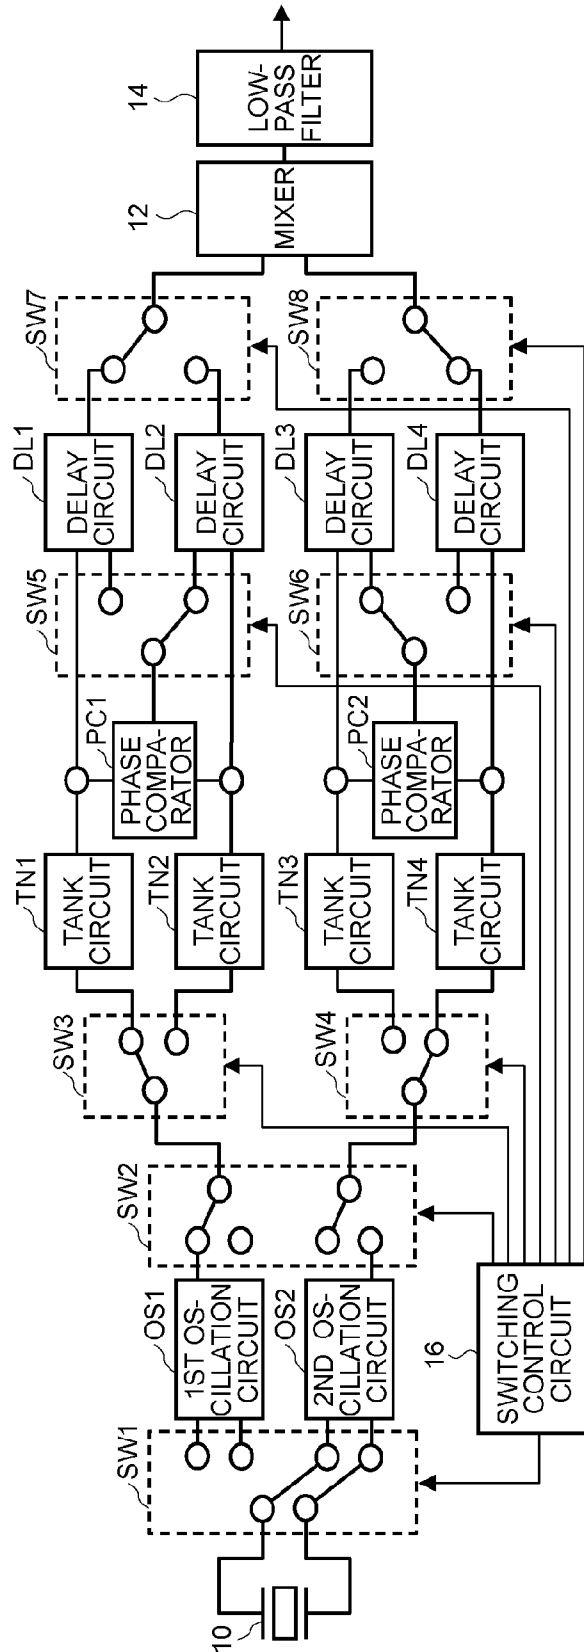 10
SW1
OS1
1ST OS-
CILLATION
CIRCUIT
OS2
2ND OS-
CILLATION
CIRCUIT
16
SWITCHING
CONTROL
CIRCUIT
SW2
SW3
SW4
TN1
TANK
CIRCUIT
TN2
TANK
CIRCUIT
TN3
TANK
CIRCUIT
TN4
TANK
CIRCUIT
PC1
PHASE
COMPA-
RATOR
PC2
PHASE
COMPA-
RATOR
SW5
SW6
DL1
DELAY
CIRCUIT
DL2
DELAY
CIRCUIT
DL3
DELAY
CIRCUIT
DL4
DELAY
CIRCUIT
SW7
SW8
12
MIXER
14
LOW-
PASS
FILTER